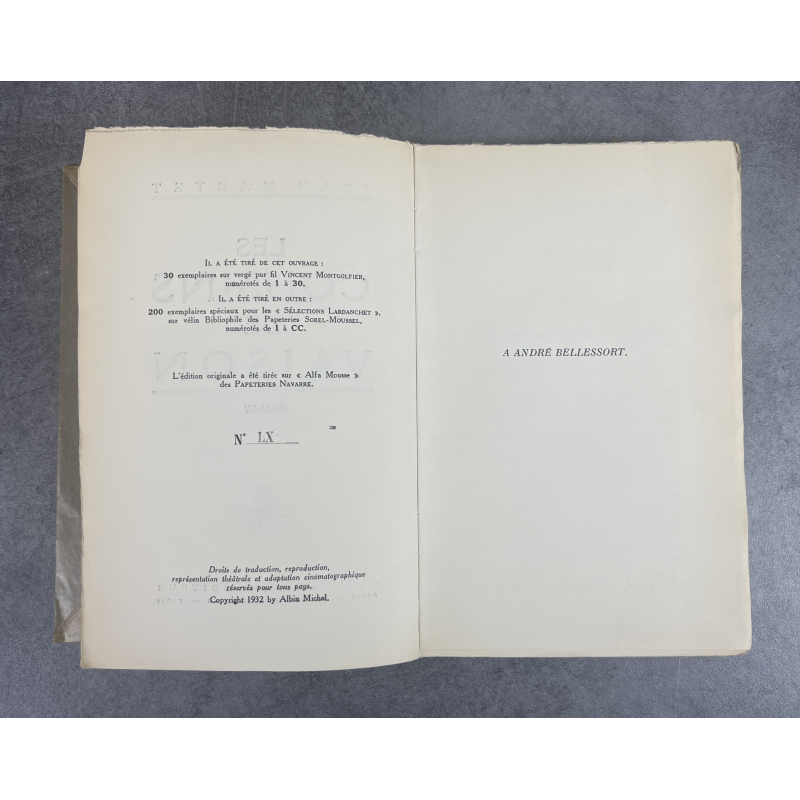 IL A ÉTÉ TIRÉ DE CET OUVRAGE :
30 exemplaires sur vergé pur fil VINCENT MONTGOLFIER,
numérotés de 1 à 30.
IL A ÉTÉ TIRÉ EN OUTRE :
200 exemplaires spéciaux pour les « SÉLECTIONS LARDANCHET »,
sur vélin Bibliophile des Papeteries SOREL-MOUSSEL,
numérotés de I à CC.
L'édition originale a été tirée sur « Alfa Mousse »
des PAPETERIES NAVARRE.
N° LX
Droits de traduction, reproduction,
représentation théâtrale et adaptation cinématographique
réservés pour tous pays.
Copyright 1932 by Albin Michel.
A ANDRÉ BELLESSORT.